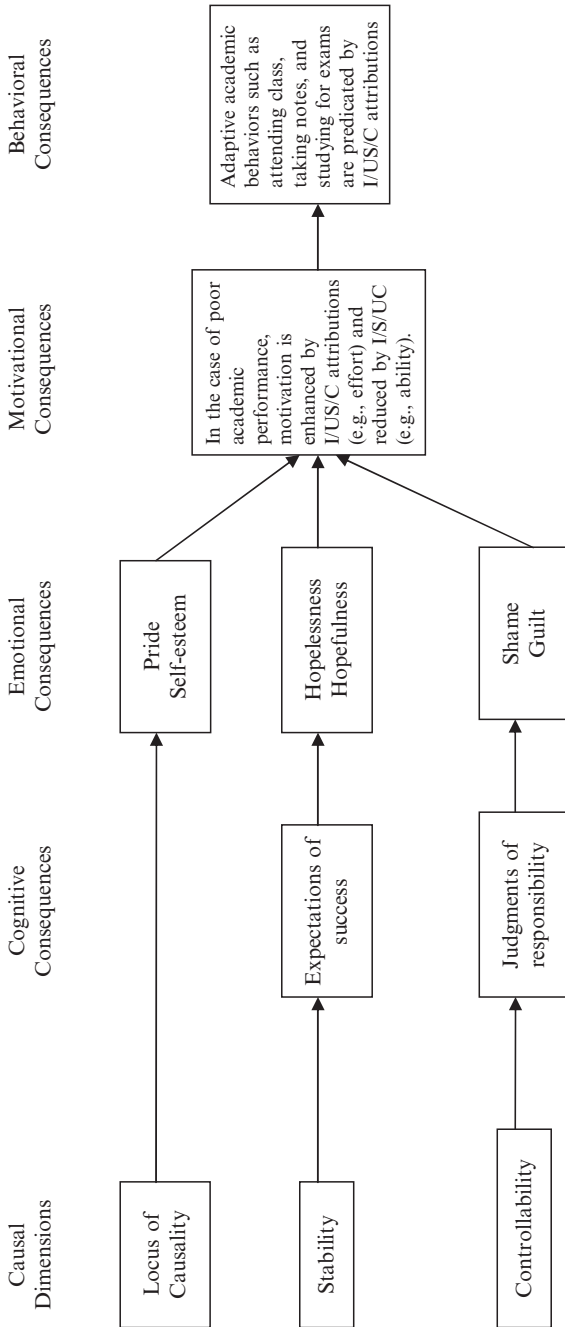 Causal
Dimensions
Cognitive
Consequences
Emotional
Consequences
Motivational
Consequences
Behavioral
Consequences
Locus of
Causality
Pride
Self-esteem
Stability
Expectations of
success
Hopelessness
Hopefulness
Controllability
Judgments of
responsibility
Shame
Guilt
In the case of poor
academic
performance,
motivation is
enhanced by
I/US/C attributions
(e.g., effort) and
reduced by I/S/UC
(e.g., ability).
Adaptive academic
behaviors such as
attending class,
taking notes, and
studying for exams
are predicated by
I/US/C attributions